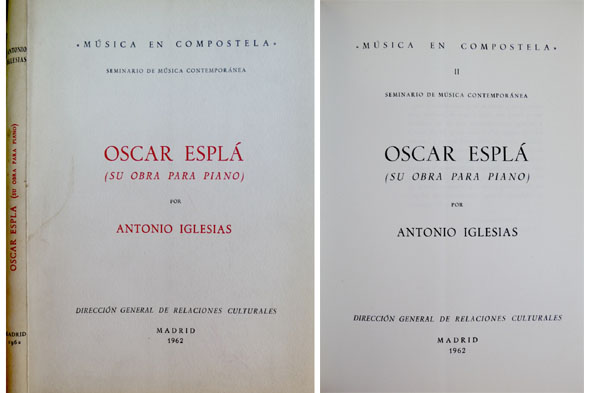 ANTONIO
IGLESIAS
OSCAR ESPLÁ (SU OBRA PARA PIANO)
MADRID
1962
«MÚSICA EN COMPOSTELA»
SEMINARIO DE MÚSICA CONTEMPORÁNEA
OSCAR ESPLÁ
(SU OBRA PARA PIANO)
POR
ANTONIO IGLESIAS
DIRECCIÓN GENERAL DE RELACIONES CULTURALES
MADRID
1962
«MÚSICA EN COMPOSTELA»
II
SEMINARIO DE MÚSICA CONTEMPORÁNEA
OSCAR ESPLÁ
(SU OBRA PARA PIANO)
POR
ANTONIO IGLESIAS
DIRECCIÓN GENERAL DE RELACIONES CULTURALES
MADRID
1962